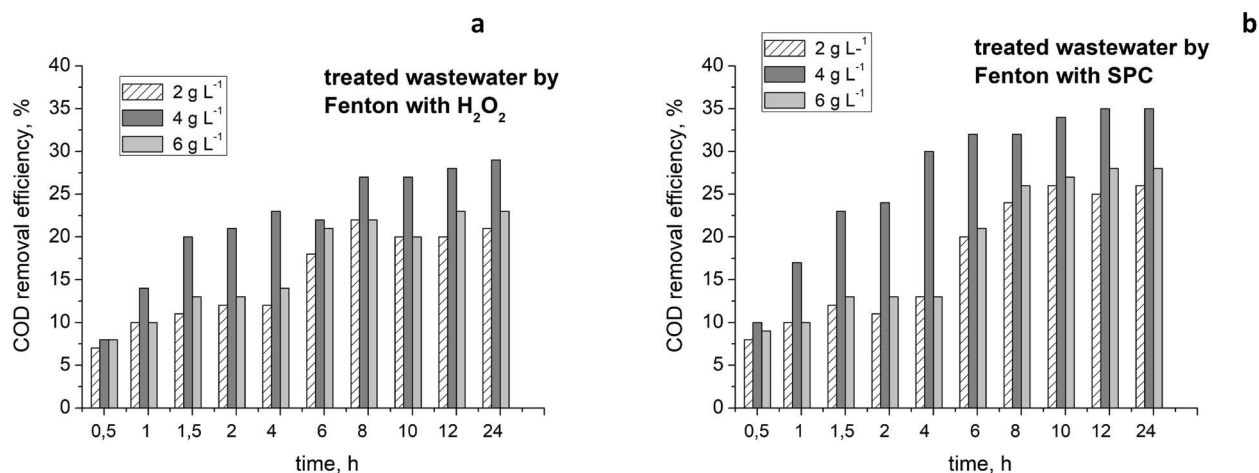 a
treated wastewater by
Fenton with H₂O₂
2 g L⁻¹
4 g L⁻¹
6 g L⁻¹
COD removal efficiency, %
40
35
30
25
20
15
10
5
0
0,5 1 1,5 2 4 6 8 10 12 24
time, h
b
treated wastewater by
Fenton with SPC
2 g L-¹
4 g L⁻¹
6 g L⁻¹
COD removal efficiency, %
40
35
30
25
20
15
10
5
0
0,5 1 1,5 2 4 6 8 10 12 24
time, h